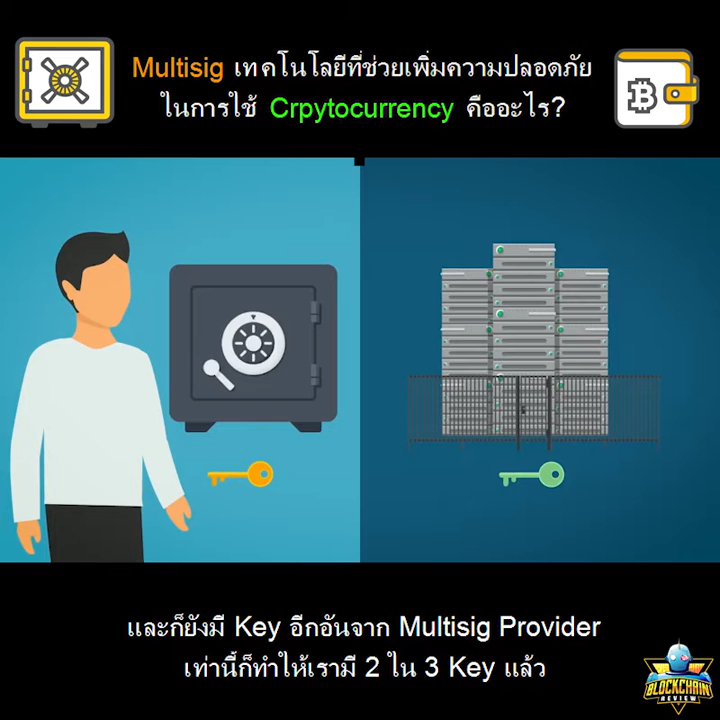 Multisig เทคโนโลยีที่ช่วยเพิ่มความปลอดภัย
ในการใช้ Crpytocurrency คืออะไร?
และก็ยังมี Key อีกอันจาก Multisig Provider
เท่านี้ก็ทำให้เรามี 2 ใน 3 Key แล้ว
BLOCKCHAIN
REVIEW